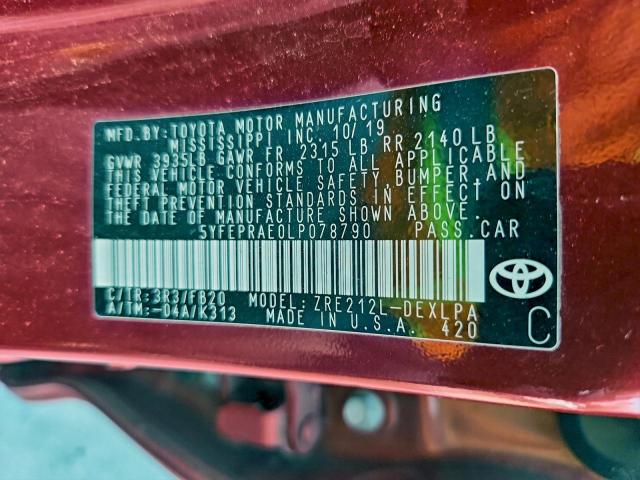 MFD. BY: TOYOTA MOTOR MANUFACTURING
MISSISSIPPI, INC. 10/19
GVWR 3935LB GAWR FR 2315 LB RR 2140 LB
THIS VEHICLE CONFORMS TO ALL APPLICABLE
FEDERAL MOTOR VEHICLE SAFETY, BUMPER, AND
THEFT PREVENTION STANDARDS IN EFFECT ON
THE DATE OF MANUFACTURE SHOWN ABOVE.
5YFEPRAE0LP078790 PASS. CAR
C/TR: 3R3/FB20 MODEL: ZRE212L-DEXLPA
A/TM: -04A/K313 MADE IN U.S.A. 420
C